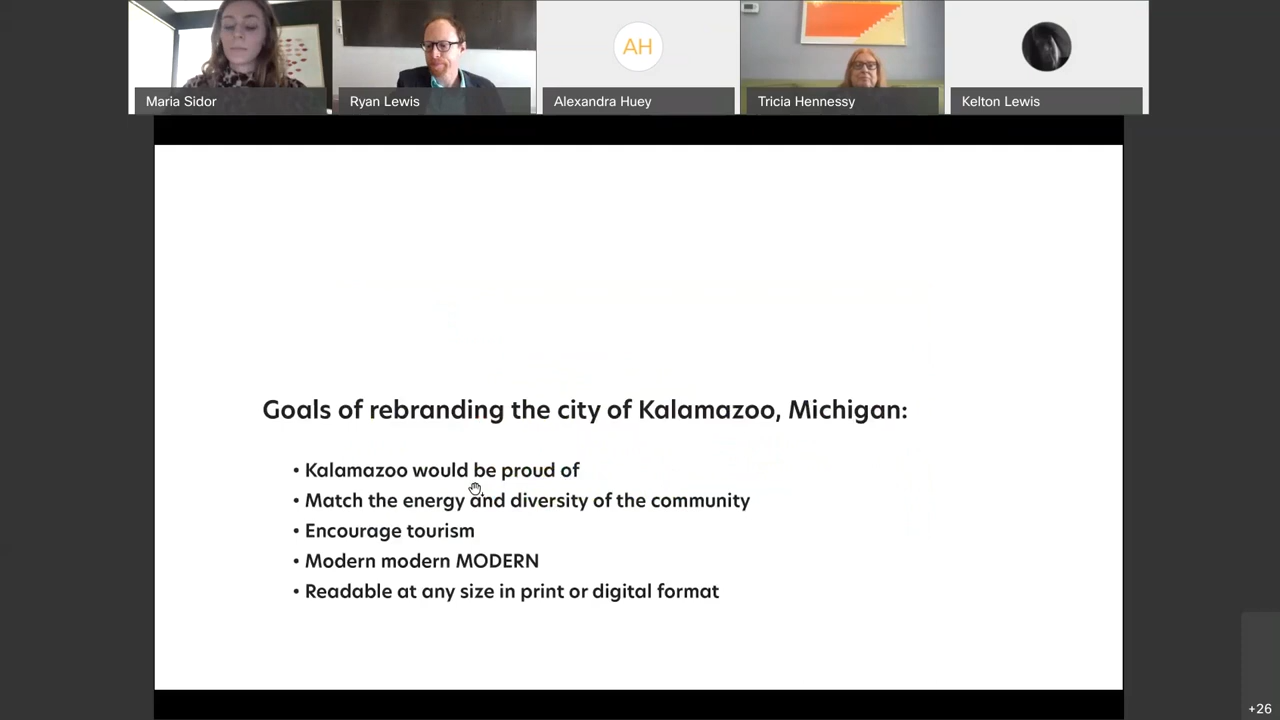 Maria Sidor
Ryan Lewis
AH
Alexandra Huey
Tricia Hennessy
Kelton Lewis
Goals of rebranding the city of Kalamazoo, Michigan:
• Kalamazoo would be proud of
• Match the energy and diversity of the community
• Encourage tourism
• Modern modern MODERN
• Readable at any size in print or digital format
+26